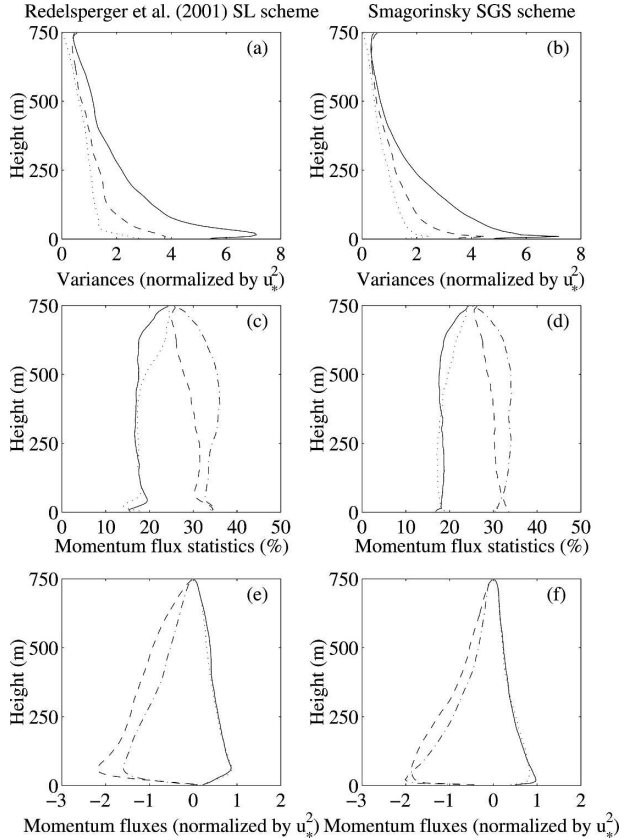 Redelsperger et al. (2001) SL scheme
Smagorinsky SGS scheme
750
500
250
0
Height (m)
(a)
0 2 4 6 8
Variances (normalized by u*²)
750
500
250
0
Height (m)
(b)
0 2 4 6 8
Variances (normalized by u*²)
750
500
250
0
Height (m)
(c)
0 10 20 30 40 50
Momentum flux statistics (%)
750
500
250
0
Height (m)
(d)
0 10 20 30 40 50
Momentum flux statistics (%)
750
500
250
0
Height (m)
(e)
−3 −2 −1 0 1 2
Momentum fluxes (normalized by u*²)
750
500
250
0
Height (m)
(f)
−3 −2 −1 0 1 2
Momentum fluxes (normalized by u*²)